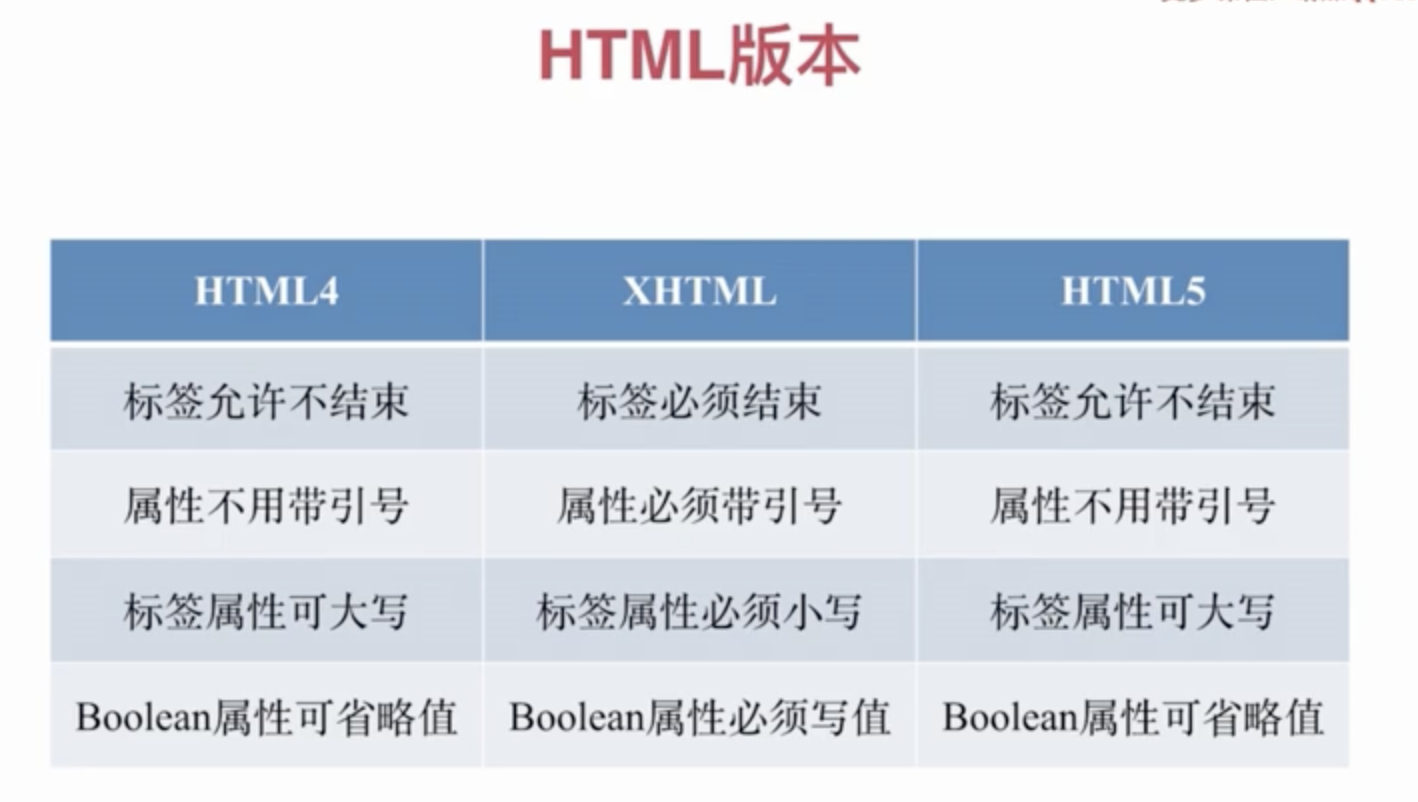 HTML版本
HTML4 XHTML HTML5
标签允许不结束 标签必须结束 标签允许不结束
属性不用带引号 属性必须带引号 属性不用带引号
标签属性可大写 标签属性必须小写 标签属性可大写
Boolean属性可省略值 Boolean属性必须写值 Boolean属性可省略值